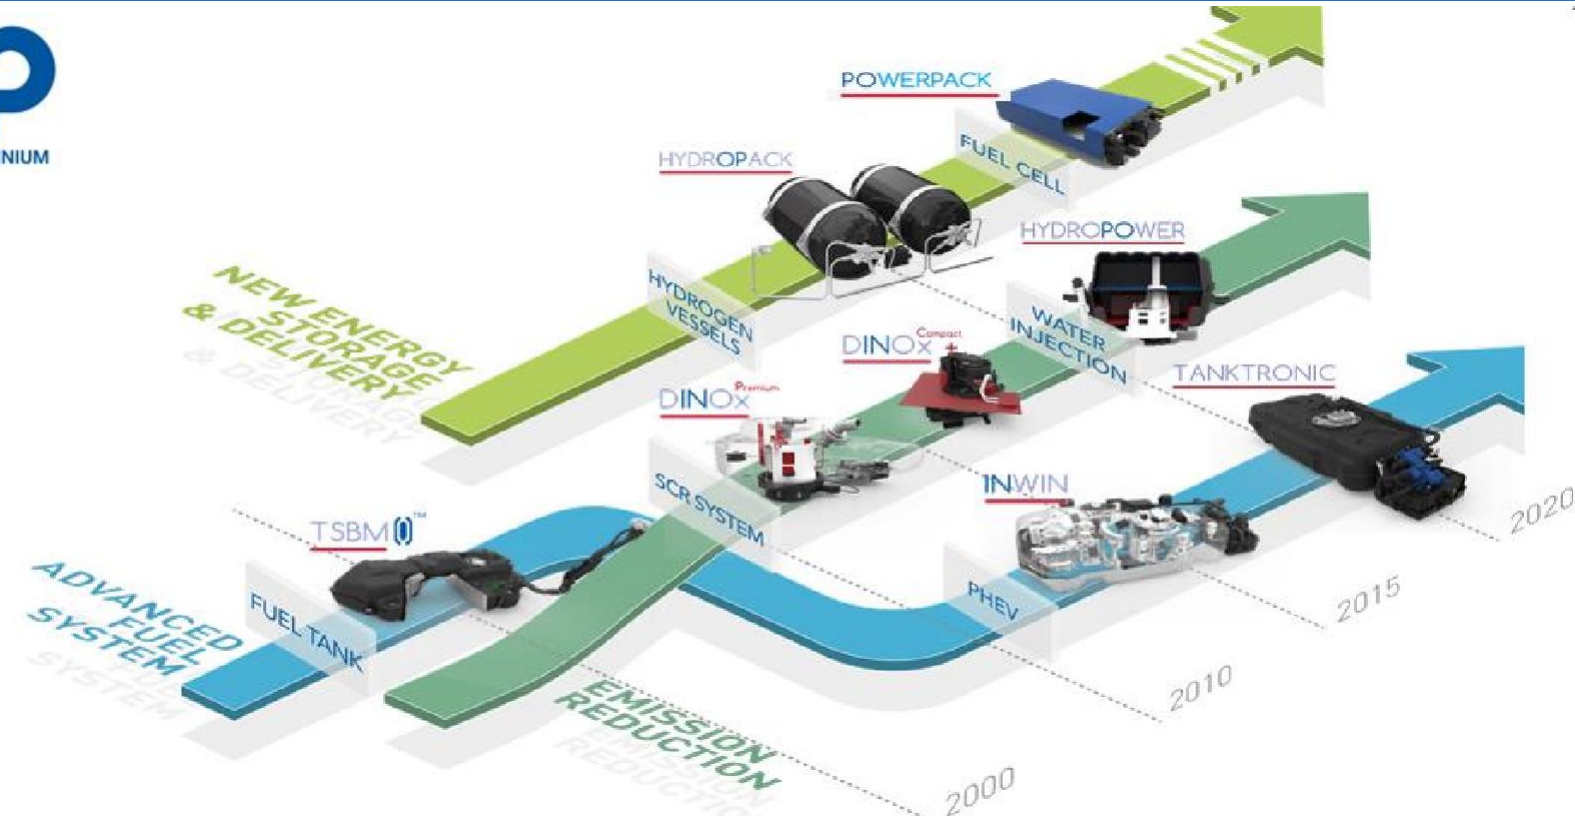 NIUM
POWERPACK
FUEL CELL
HYDROPACK
HYDROPOWER
HYDROGEN
VESSELS
NEW ENERGY
STORAGE
& DELIVERY
WATER
INJECTION
DINOx Compact +
DINOx Premium
TANKTRONIC
SCR SYSTEM
INWIN
TSBM ™
PHEV
FUEL TANK
ADVANCED
FUEL
SYSTEM
EMISSION
REDUCTION
2020
2015
2010
2000